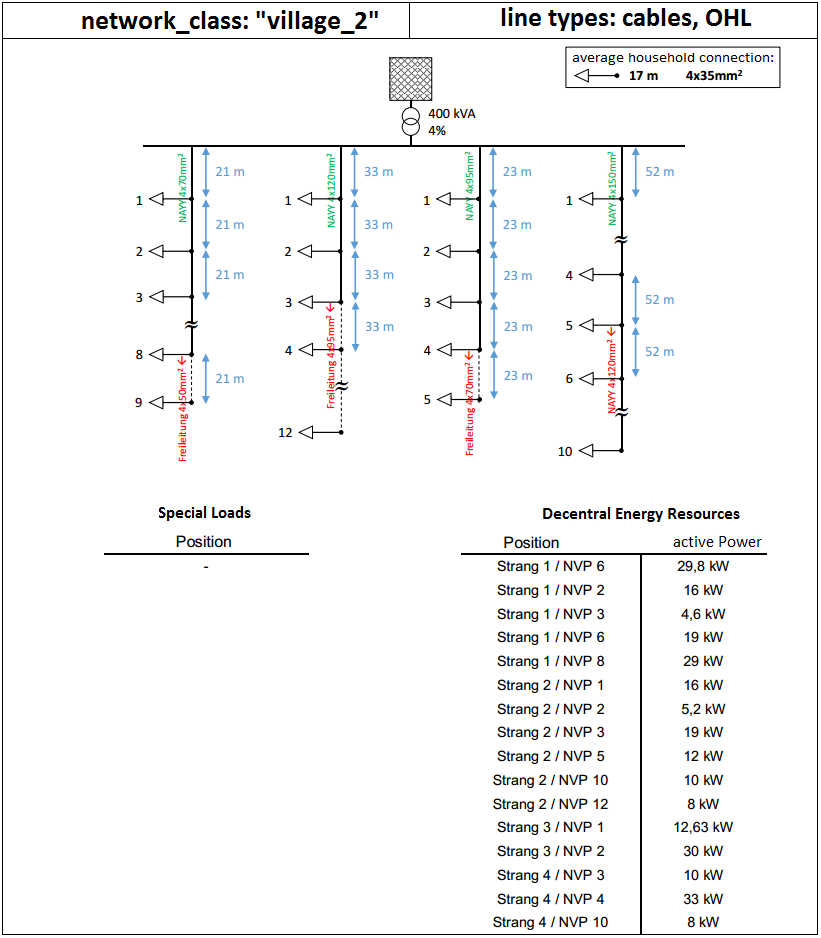 network_class: "village_2"
line types: cables, OHL
average household connection:
17 m 4x35mm²
400 kVA
4%
NAYY 4x70mm²
21 m
1
21 m
2
21 m
3
8
21 m
9
Freileitung 4x50mm²
NAYY 4x120mm²
33 m
1
33 m
2
33 m
3
33 m
4
12
Freileitung 4x95mm²
NAYY 4x95mm²
23 m
1
23 m
2
23 m
3
23 m
4
23 m
5
Freileitung 4x70mm²
NAYY 4x150mm²
52 m
1
4
52 m
5
52 m
6
10
NAYY 4x120mm²
Special Loads
Position
-
Decentral Energy Resources
Position active Power
Strang 1 / NVP 6 29,8 kW
Strang 1 / NVP 2 16 kW
Strang 1 / NVP 3 4,6 kW
Strang 1 / NVP 6 19 kW
Strang 1 / NVP 8 29 kW
Strang 2 / NVP 1 16 kW
Strang 2 / NVP 2 5,2 kW
Strang 2 / NVP 3 19 kW
Strang 2 / NVP 5 12 kW
Strang 2 / NVP 10 10 kW
Strang 2 / NVP 12 8 kW
Strang 3 / NVP 1 12,63 kW
Strang 3 / NVP 2 30 kW
Strang 4 / NVP 3 10 kW
Strang 4 / NVP 4 33 kW
Strang 4 / NVP 10 8 kW